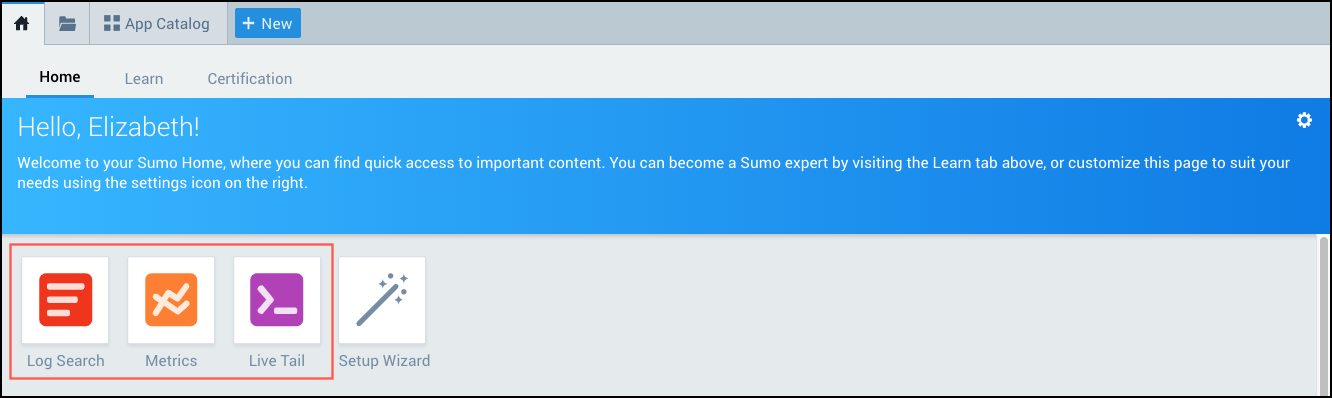 App Catalog
+ New
Home
Learn
Certification
Hello, Elizabeth!
Welcome to your Sumo Home, where you can find quick access to important content. You can become a Sumo expert by visiting the Learn tab above, or customize this page to suit your
needs using the settings icon on the right.
Log Search
Metrics
Live Tail
Setup Wizard